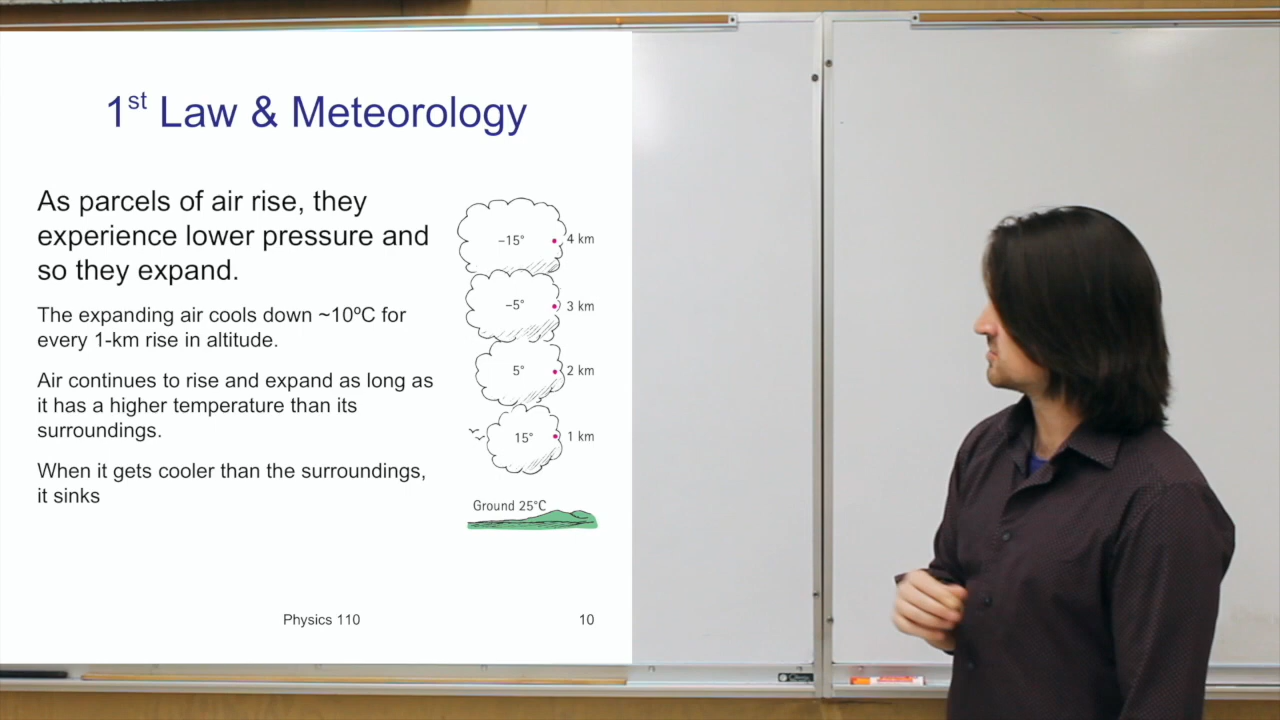 1st Law & Meteorology
As parcels of air rise, they
experience lower pressure and
so they expand.
The expanding air cools down ~10ºC for
every 1-km rise in altitude.
Air continues to rise and expand as long as
it has a higher temperature than its
surroundings.
When it gets cooler than the surroundings,
it sinks
–15°
4 km
–5°
3 km
5°
2 km
15°
1 km
Ground 25°C
Physics 110
10